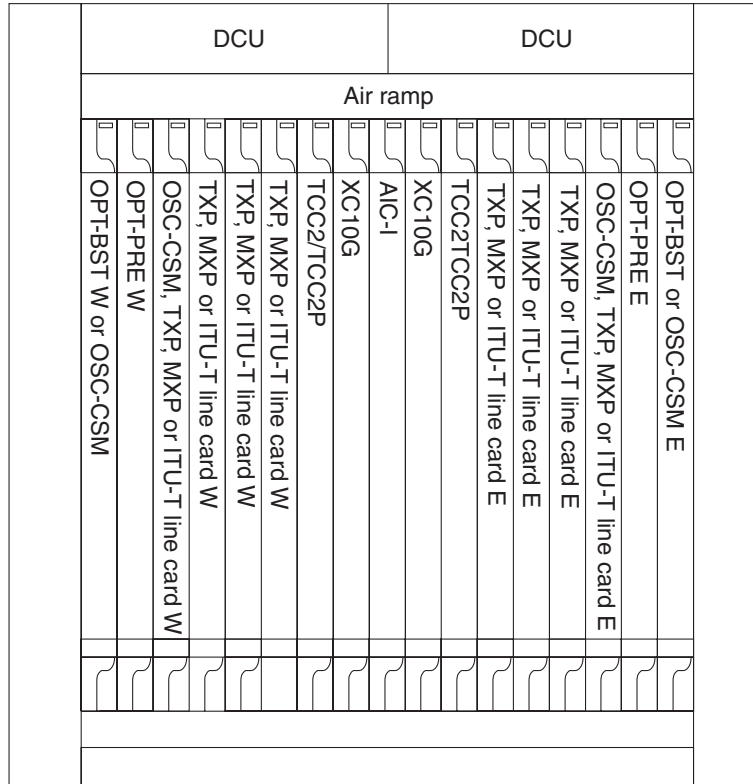 DCU
DCU
Air ramp
OPT-BST W or OSC-CSM
OPT-PRE W
OSC-CSM, TXP, MXP or ITU-T line card W
TXP, MXP or ITU-T line card W
TXP, MXP or ITU-T line card W
TXP, MXP or ITU-T line card W
TCC2/TCC2P
XC10G
AIC-I
XC10G
TCC2TCC2P
TXP, MXP or ITU-T line card E
TXP, MXP or ITU-T line card E
TXP, MXP or ITU-T line card E
OSC-CSM, TXP, MXP or ITU-T line card E
OPT-PRE E
OPT-BST or OSC-CSM E